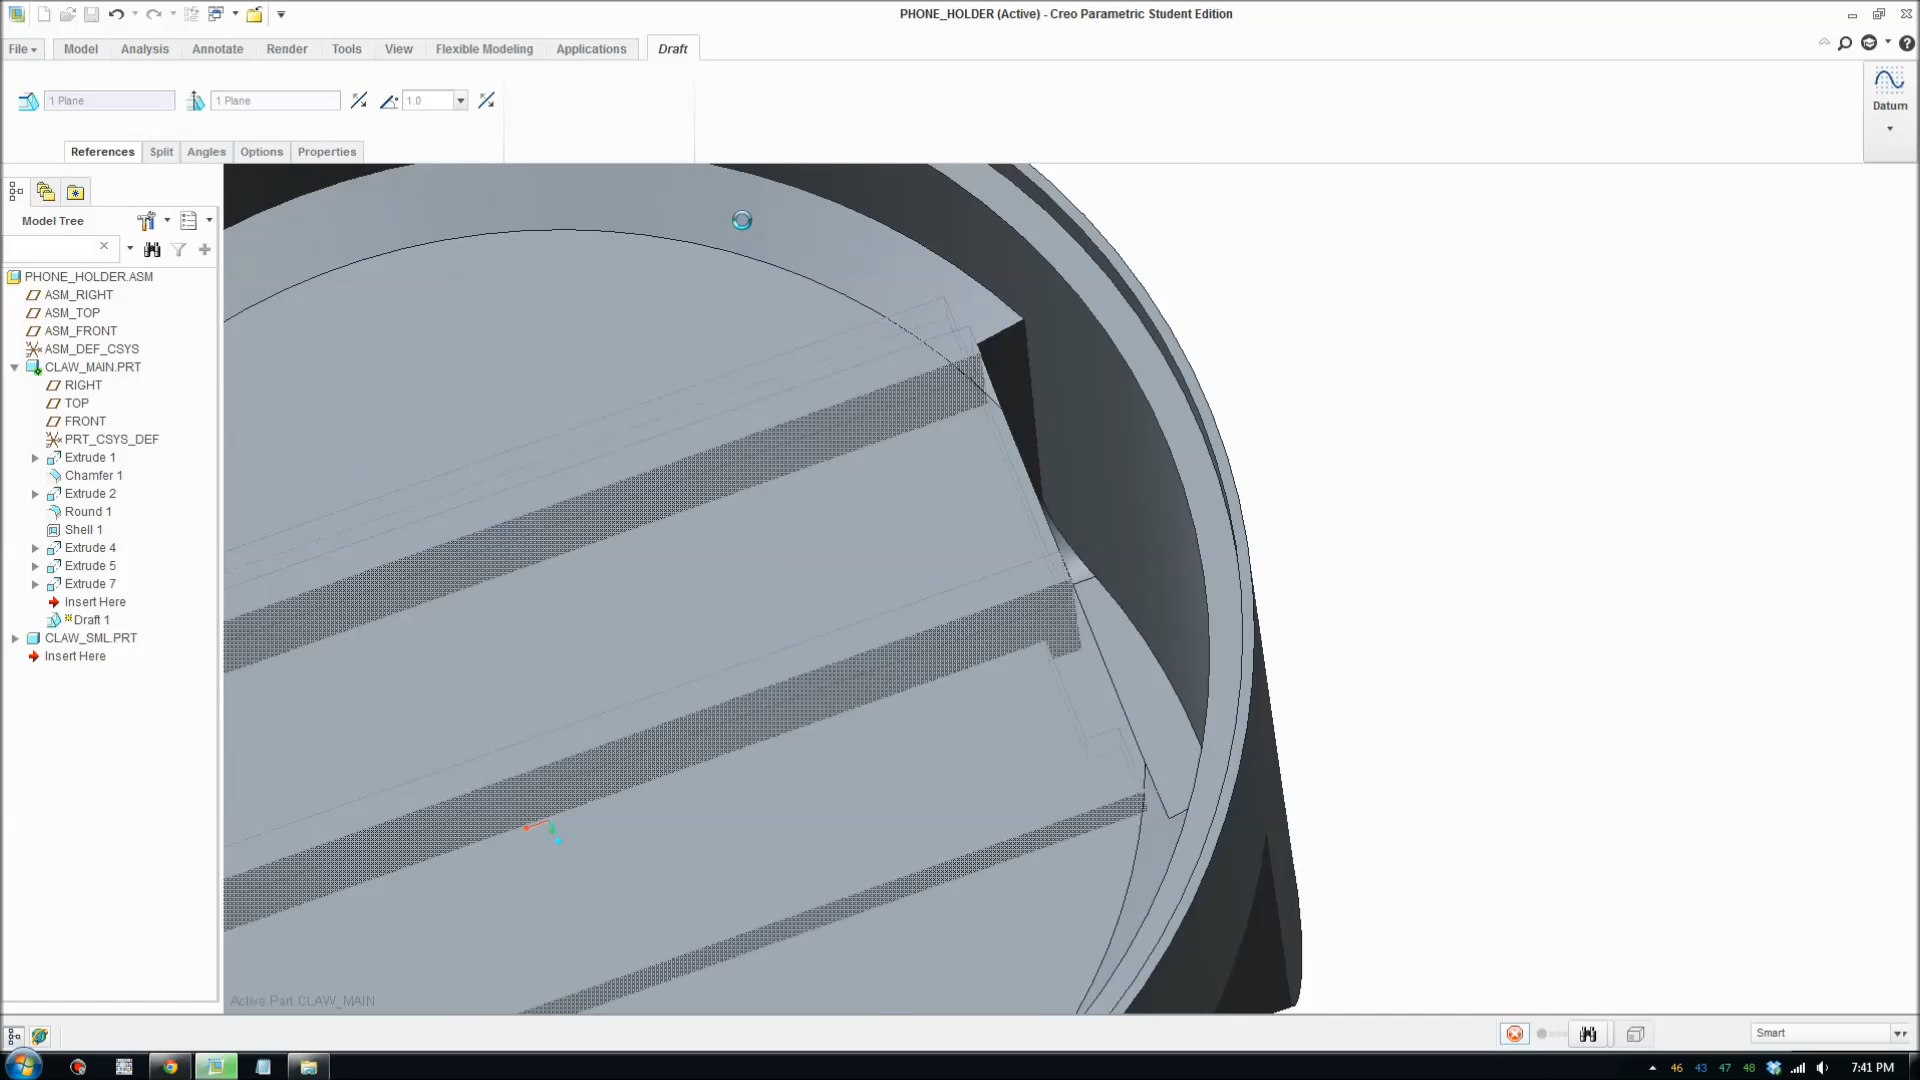 PHONE_HOLDER (Active) - Creo Parametric Student Edition
File Model Analysis Annotate Render Tools View Flexible Modeling Applications Draft
1 Plane 1 Plane 1.0
Datum
References Split Angles Options Properties
Model Tree
PHONE_HOLDER.ASM
ASM_RIGHT
ASM_TOP
ASM_FRONT
ASM_DEF_CSYS
CLAW_MAIN.PRT
RIGHT
TOP
FRONT
PRT_CSYS_DEF
Extrude 1
Chamfer 1
Extrude 2
Round 1
Shell 1
Extrude 4
Extrude 5
Extrude 7
Insert Here
Draft 1
CLAW_SML.PRT
Insert Here
Active Part CLAW_MAIN
Smart
46 43 47 48 7:41 PM